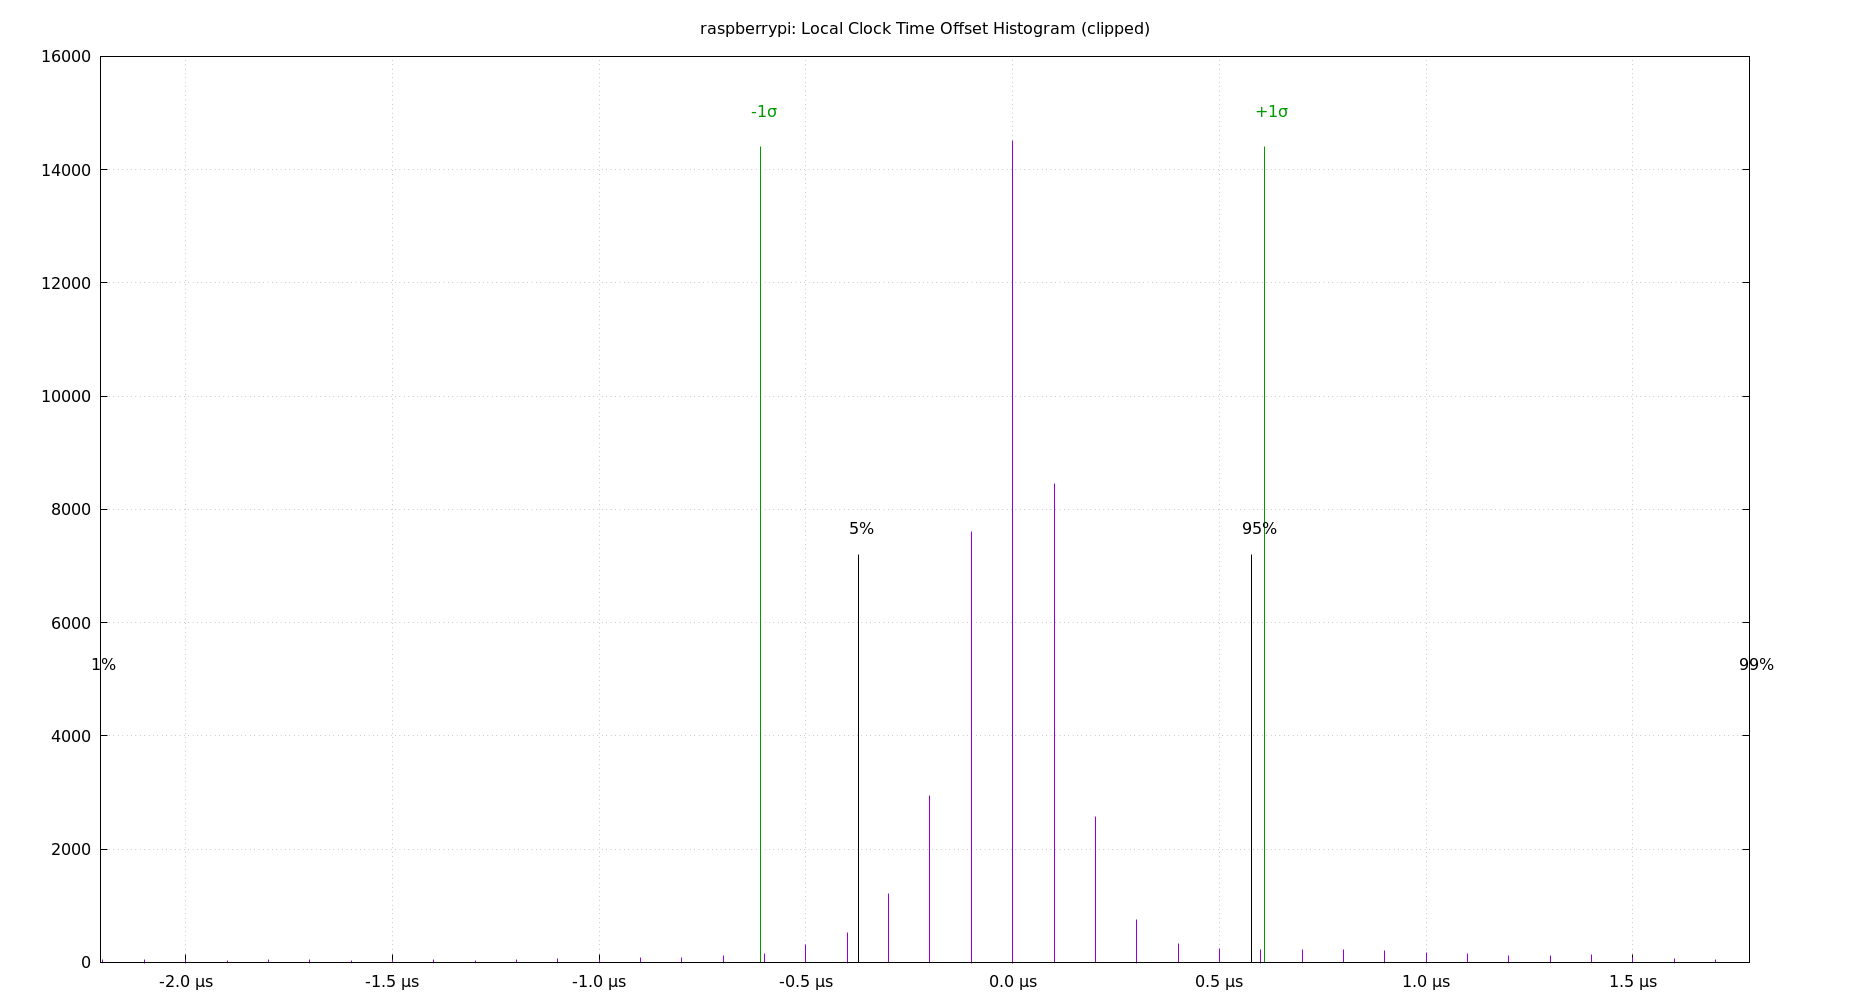 raspberrypi: Local Clock Time Offset Histogram (clipped)
16000
-1σ
+1σ
14000
12000
10000
8000
5%
95%
6000
1%
99%
4000
2000
0
-2.0 µs
-1.5 µs
-1.0 µs
-0.5 µs
0.0 µs
0.5 µs
1.0 µs
1.5 µs